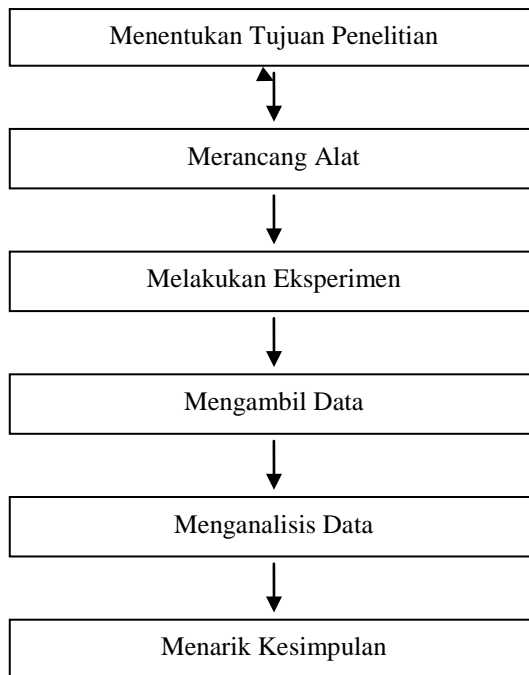 Menentukan Tujuan Penelitian
Merancang Alat
Melakukan Eksperimen
Mengambil Data
Menganalisis Data
Menarik Kesimpulan